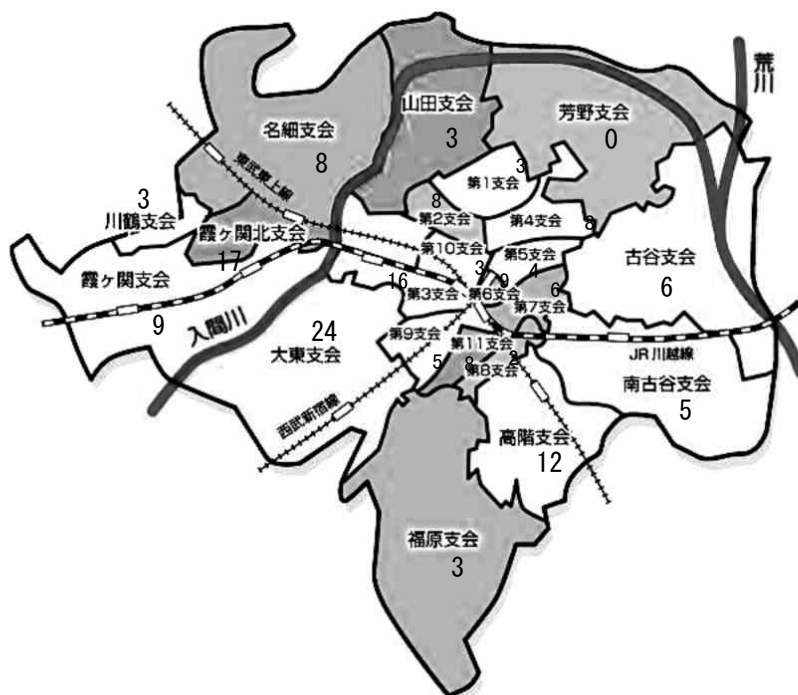 荒川
山田支会
3
芳野支会
0
名細支会
8
東武東上線
3
第1支会
3
川鶴支会
8
第2支会
第4支会
8
霞ヶ関北支会
17
第10支会
第5支会
古谷支会
6
霞ヶ関支会
9
16
3
9
4
6
第3支会
第6支会
第7支会
入間川
24
大東支会
第9支会
第11支会
2
JR川越線
5
8
第8支会
南古谷支会
5
西武新宿線
高階支会
12
福原支会
3